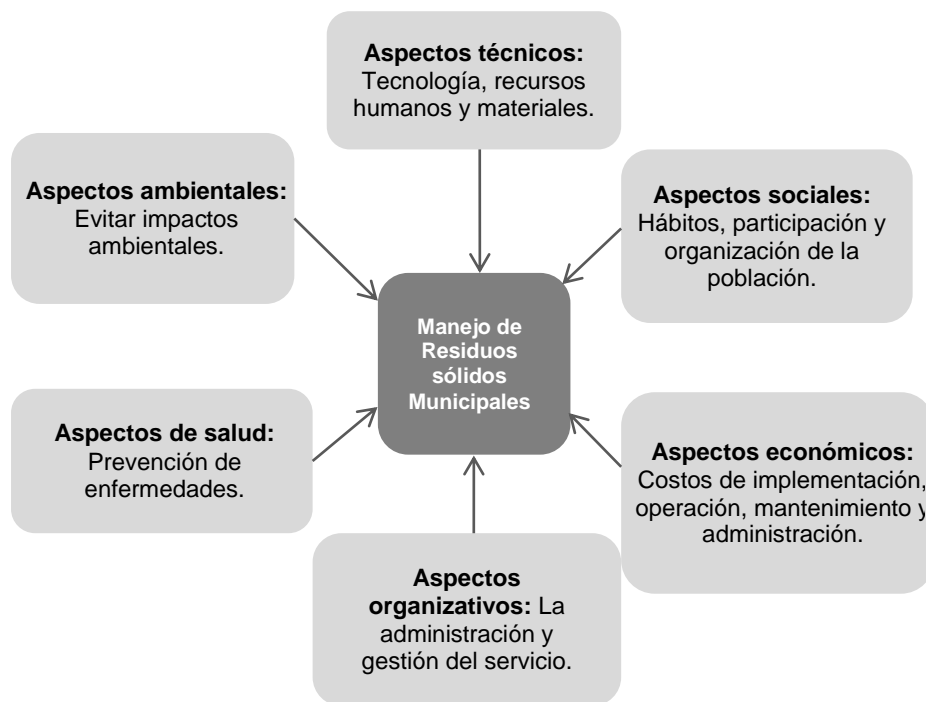 Aspectos técnicos:
Tecnología, recursos
humanos y materiales.
Aspectos ambientales:
Evitar impactos
ambientales.
Aspectos sociales:
Hábitos, participación y
organización de la
población.
Manejo de
Residuos
sólidos
Municipales
Aspectos de salud:
Prevención de
enfermedades.
Aspectos económicos:
Costos de implementación,
operación, mantenimiento y
administración.
Aspectos
organizativos: La
administración y
gestión del servicio.